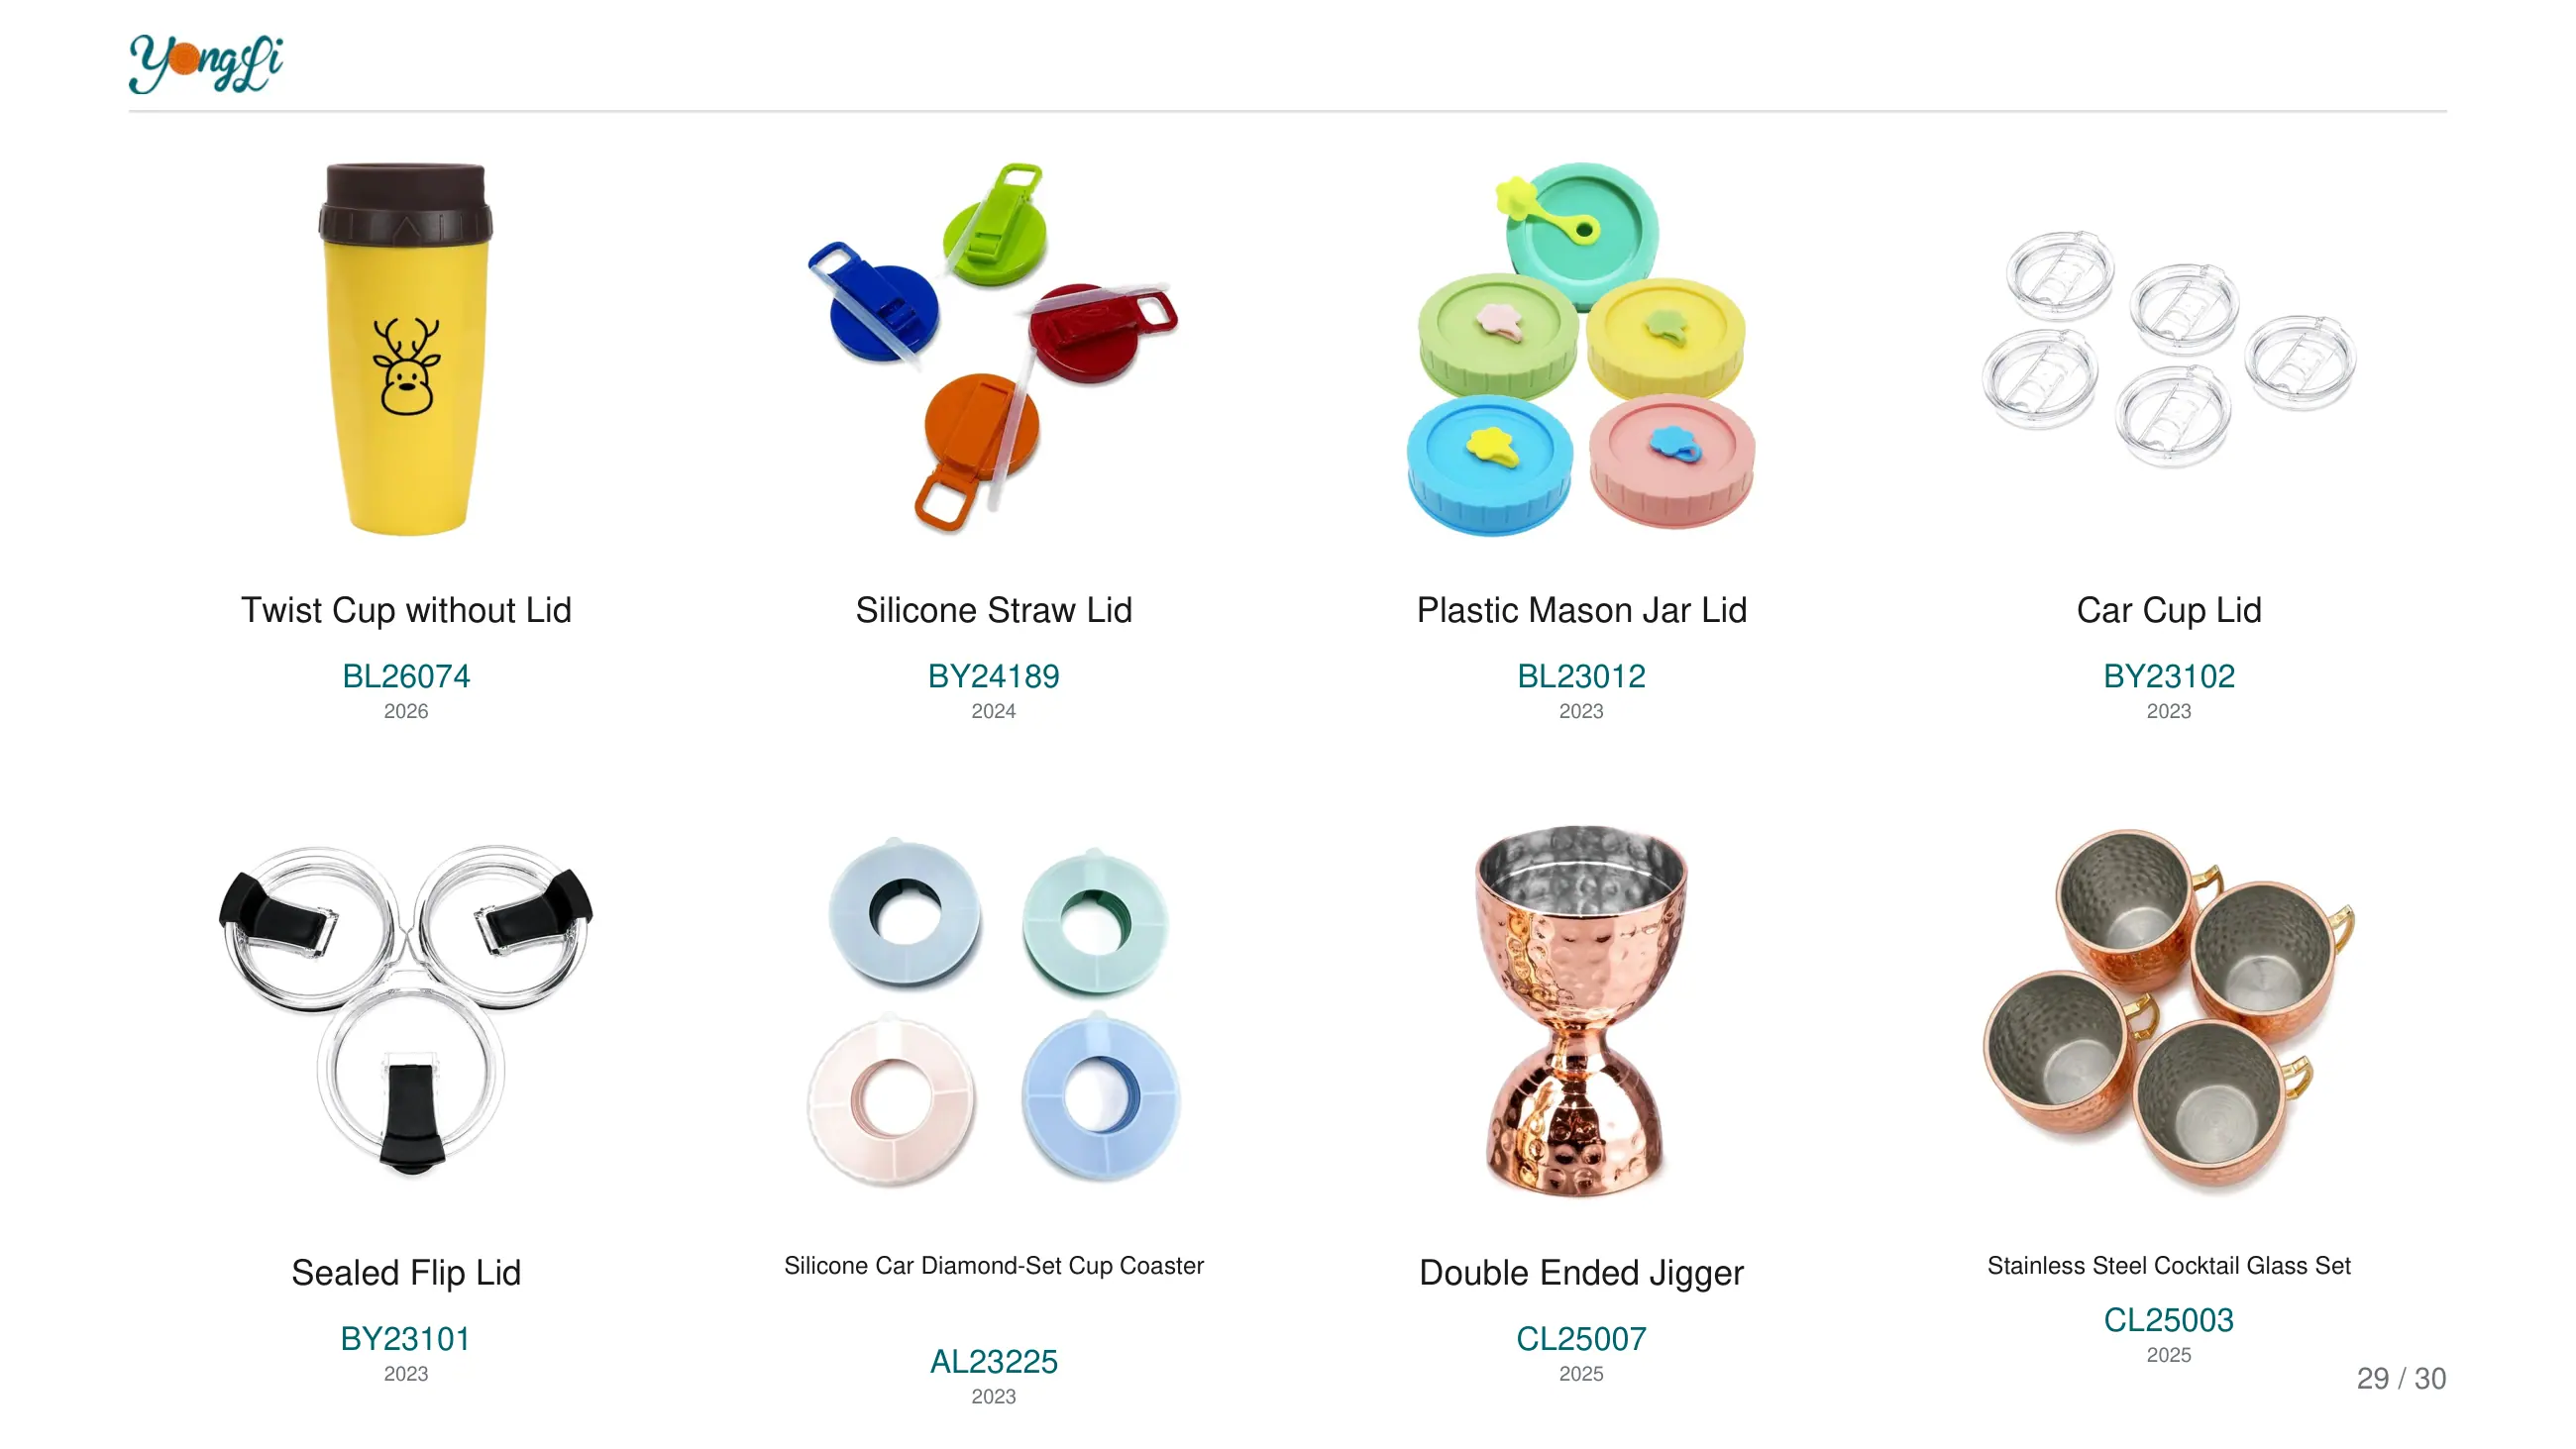 YongLi
Twist Cup without Lid
BL26074
2026
Silicone Straw Lid
BY24189
2024
Plastic Mason Jar Lid
BL23012
2023
Car Cup Lid
BY23102
2023
Sealed Flip Lid
BY23101
2023
Silicone Car Diamond-Set Cup Coaster
AL23225
2023
Double Ended Jigger
CL25007
2025
Stainless Steel Cocktail Glass Set
CL25003
2025
29 / 30